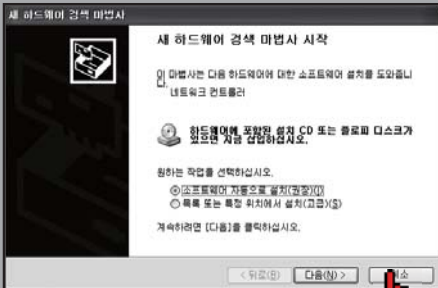 새 하드웨어 검색 마법사
새 하드웨어 검색 마법사 시작
이 마법사는 다음 하드웨어에 대한 소프트웨어 설치를 도와줍니
다.
네트워크 컨트롤러
하드웨어에 포함된 설치 CD 또는 플로피 디스크가
있으면 지금 삽입하십시오.
원하는 작업을 선택하십시오.
소프트웨어 자동으로 설치(권장)(I)
목록 또는 특정 위치에서 설치(고급)(S)
계속하려면 [다음]을 클릭하십시오.
< 뒤로(B) 다음(N) > 취소